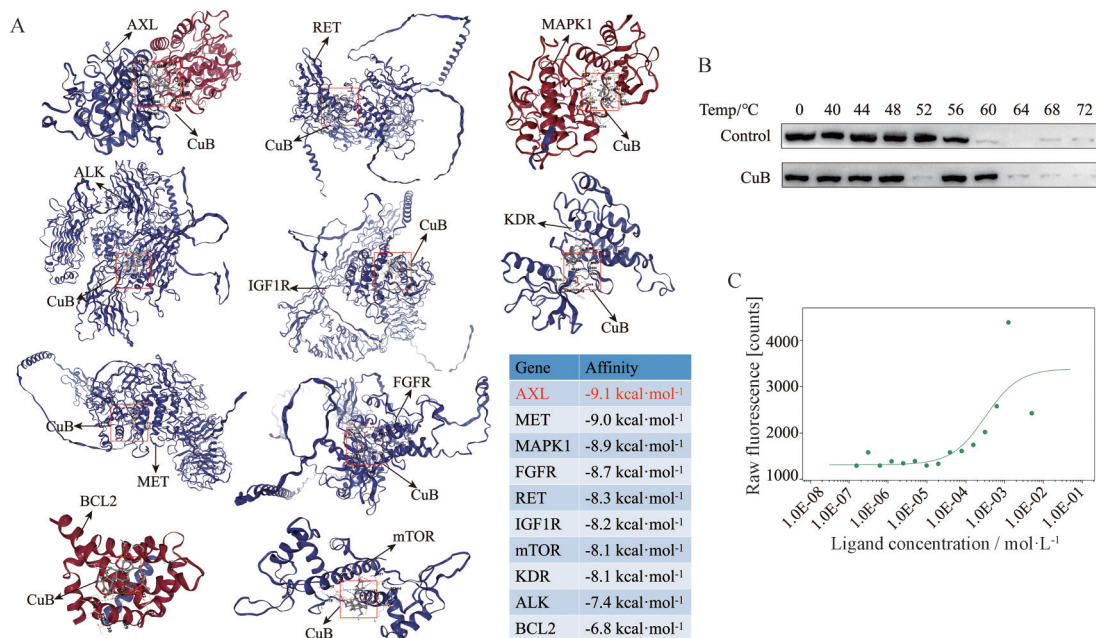 A
AXL
CuB
RET
CuB
MAPK1
CuB
ALK
CuB
IGF1R
CuB
KDR
CuB
CuB
MET
FGFR
CuB
BCL2
CuB
mTOR
CuB
Gene Affinity
AXL -9.1 kcal·mol-1
MET -9.0 kcal·mol-1
MAPK1 -8.9 kcal·mol-1
FGFR -8.7 kcal·mol-1
RET -8.3 kcal·mol-1
IGF1R -8.2 kcal·mol-1
mTOR -8.1 kcal·mol-1
KDR -8.1 kcal·mol-1
ALK -7.4 kcal·mol-1
BCL2 -6.8 kcal·mol-1
B
Temp/°C 0 40 44 48 52 56 60 64 68 72
Control
CuB
C
Raw fluorescence [counts]
4000
3000
2000
1000
1.0E-08 1.0E-07 1.0E-06 1.0E-05 1.0E-04 1.0E-03 1.0E-02 1.0E-01
Ligand concentration / mol·L-1